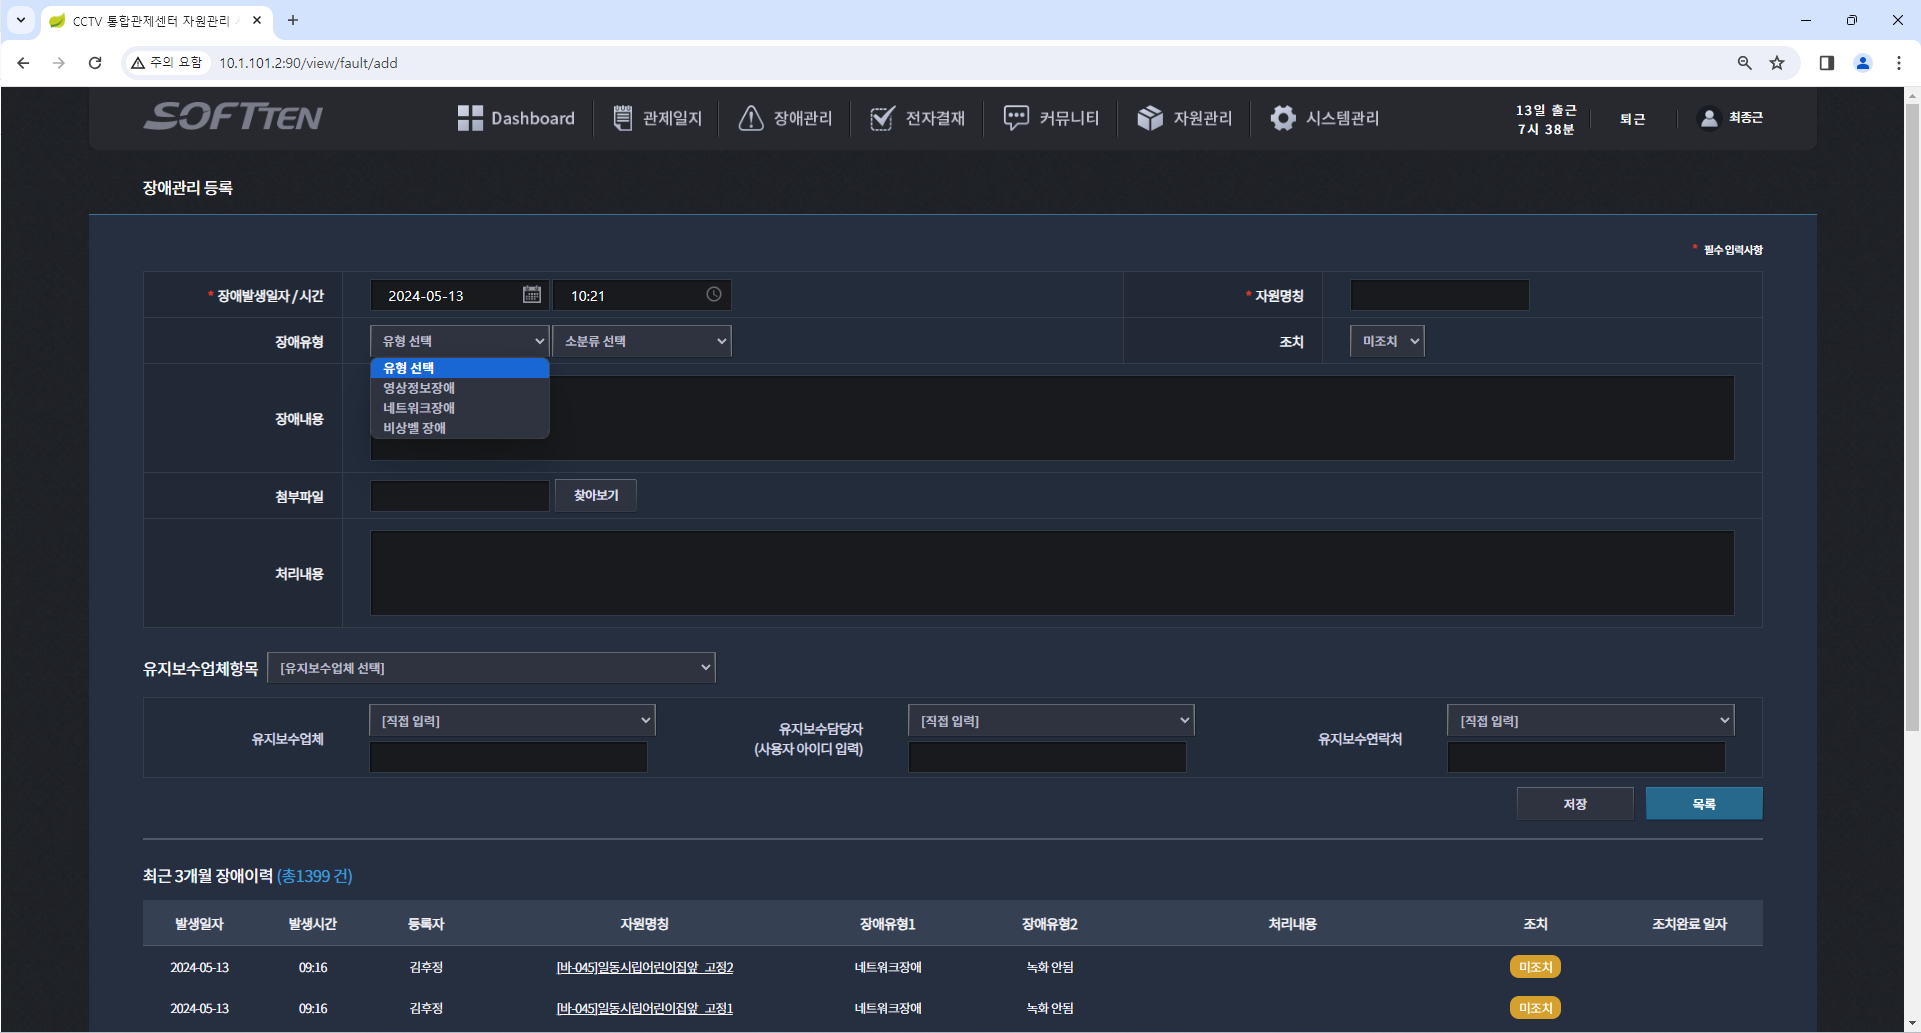 CCTV 통합관제센터 자원관리
주의 요함
10.1.101.2:90/view/fault/add
SOFTTEN
Dashboard
관제일지
장애관리
전자결재
커뮤니티
자원관리
시스템관리
13일 출근
7시 38분
퇴근
최종근
장애관리 등록
* 필수 입력사항
* 장애발생일자 / 시간
2024-05-13
10:21
* 자원명칭
장애유형
유형 선택
소분류 선택
조치
미조치
유형 선택
영상정보장애
네트워크장애
비상벨 장애
장애내용
첨부파일
찾아보기
처리내용
유지보수업체항목
[유지보수업체 선택]
유지보수업체
[직접 입력]
유지보수담당자
(사용자 아이디 입력)
[직접 입력]
유지보수연락처
[직접 입력]
저장
목록
최근 3개월 장애이력 (총1399 건)
발생일자 발생시간 등록자 자원명칭 장애유형1 장애유형2 처리내용 조치 조치완료 일자
2024-05-13 09:16 김후정 [바-045]일동시립어린이집앞_고정2 네트워크장애 녹화 안됨 미조치
2024-05-13 09:16 김후정 [바-045]일동시립어린이집앞_고정1 네트워크장애 녹화 안됨 미조치